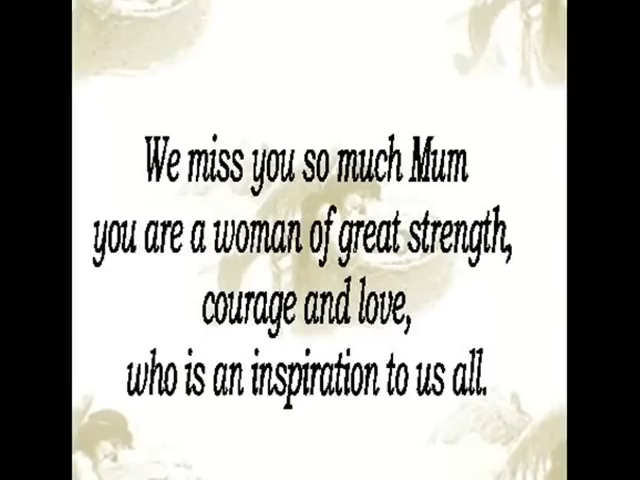 We miss you so much Mum
you are a woman of great strength,
courage and love,
who is an inspiration to us all.